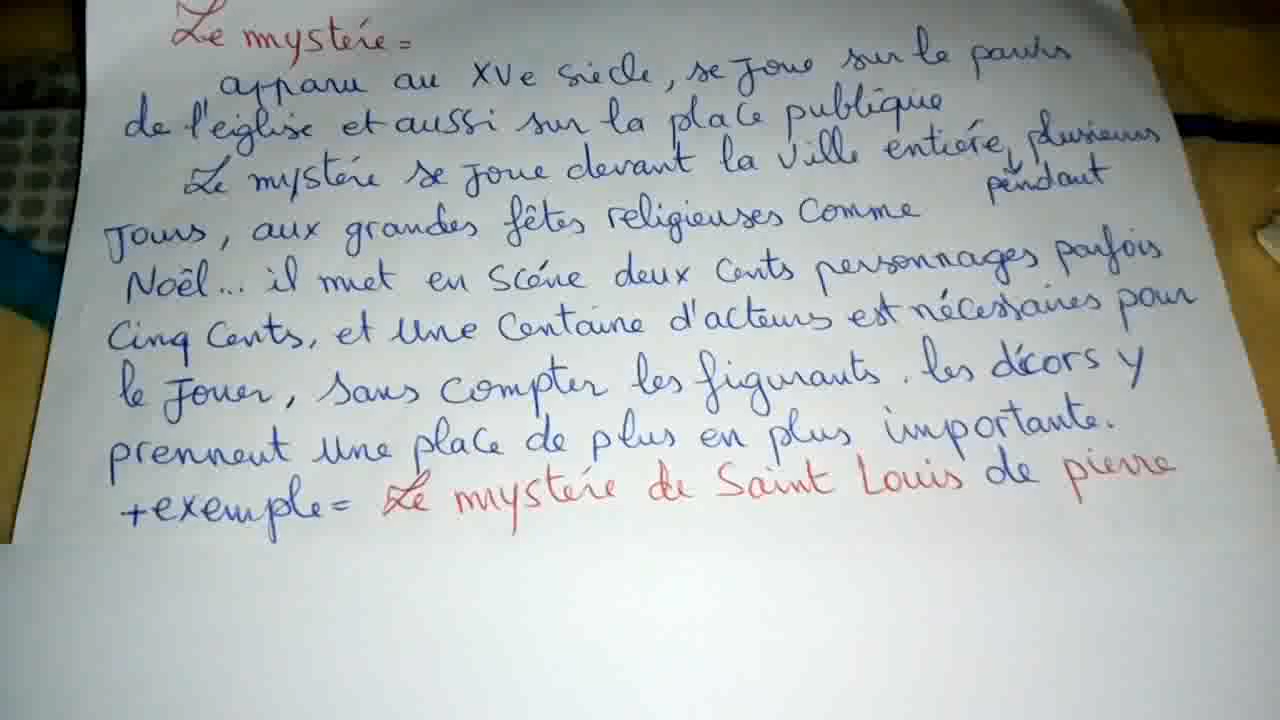 Le mystére =
apparu au XVe siècle, se joue sur le parvis
de l'eiglise et aussi sur la place publique
Le mystére se joue devant la ville entiére, plusieurs
pendant
Jours, aux grandes fêtes religieuses comme
Noël... il met en scéne deux cents personnages parfois
Cinq cents, et une centaine d'acteurs est nécessaires pour
le jouer, sans compter les figurants. les décors y
prennent une place de plus en plus importante.
+exemple = Le mystére de Saint Louis de pierre